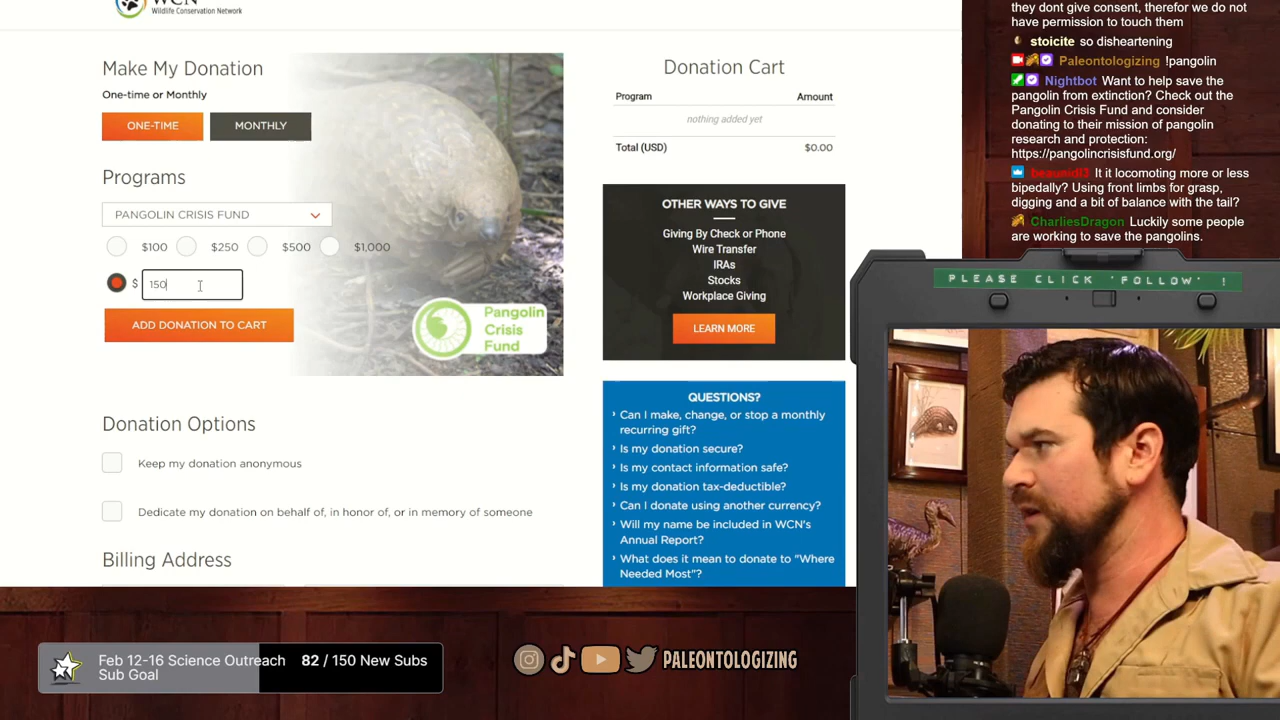 WCN
Wildlife Conservation Network
Make My Donation
One-time or Monthly
ONE-TIME
MONTHLY
Programs
PANGOLIN CRISIS FUND
$100
$250
$500
$1,000
$
150
ADD DONATION TO CART
Pangolin
Crisis
Fund
Donation Options
Keep my donation anonymous
Dedicate my donation on behalf of, in honor of, or in memory of someone
Billing Address
Donation Cart
Program Amount
nothing added yet
Total (USD) $0.00
OTHER WAYS TO GIVE
Giving By Check or Phone
Wire Transfer
IRAs
Stocks
Workplace Giving
LEARN MORE
QUESTIONS?
Can I make, change, or stop a monthly
recurring gift?
Is my donation secure?
Is my contact information safe?
Is my donation tax-deductible?
Can I donate using another currency?
Will my name be included in WCN's
Annual Report?
What does it mean to donate to "Where
Needed Most"?
they dont give consent, therefor we do not
have permission to touch them
stoicite so disheartening
Paleontologizing !pangolin
Nightbot Want to help save the
pangolin from extinction? Check out the
Pangolin Crisis Fund and consider
donating to their mission of pangolin
research and protection:
https://pangolincrisisfund.org/
It it locomoting more or less
bipedally? Using front limbs for grasp,
digging and a bit of balance with the tail?
CharliesDragon Luckily some people
are working to save the pangolins.
PLEASE CLICK 'FOLLOW' !
Feb 12-16 Science Outreach
Sub Goal
82 / 150 New Subs
PALEONTOLOGIZING